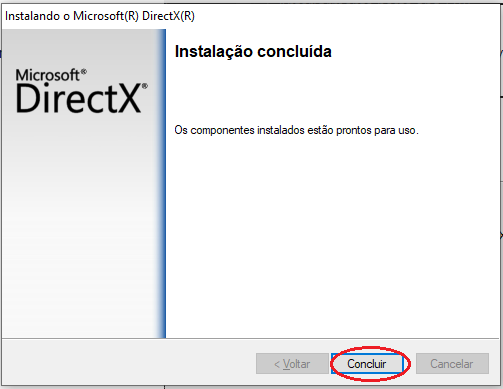 Instalando o Microsoft(R) DirectX(R)
Instalação concluída
Microsoft®
DirectX®
Os componentes instalados estão prontos para uso.
< Voltar
Concluir
Cancelar